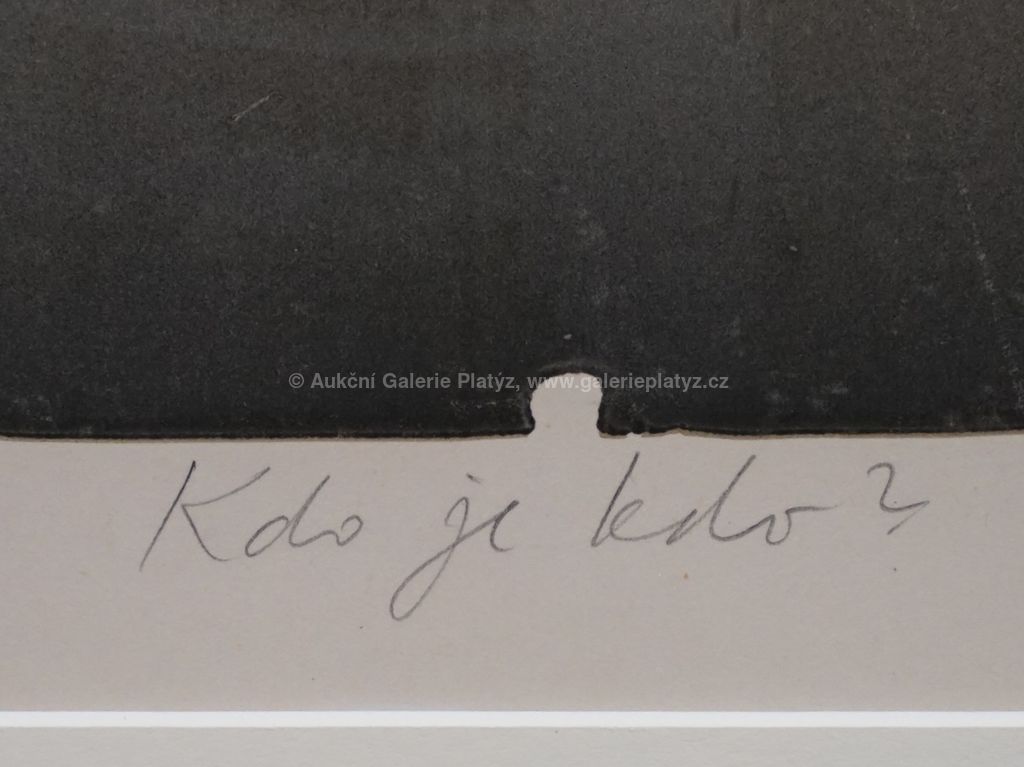 © Aukční Galerie Platýz, www.galerieplatyz.cz
Kdo je kdo?